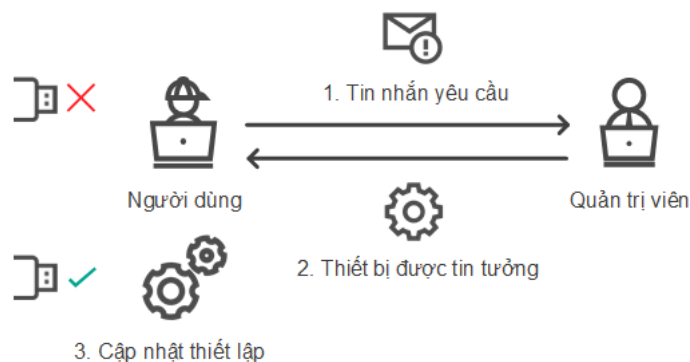 1. Tin nhắn yêu cầu
Người dùng
Quản trị viên
2. Thiết bị được tin tưởng
3. Cập nhật thiết lập